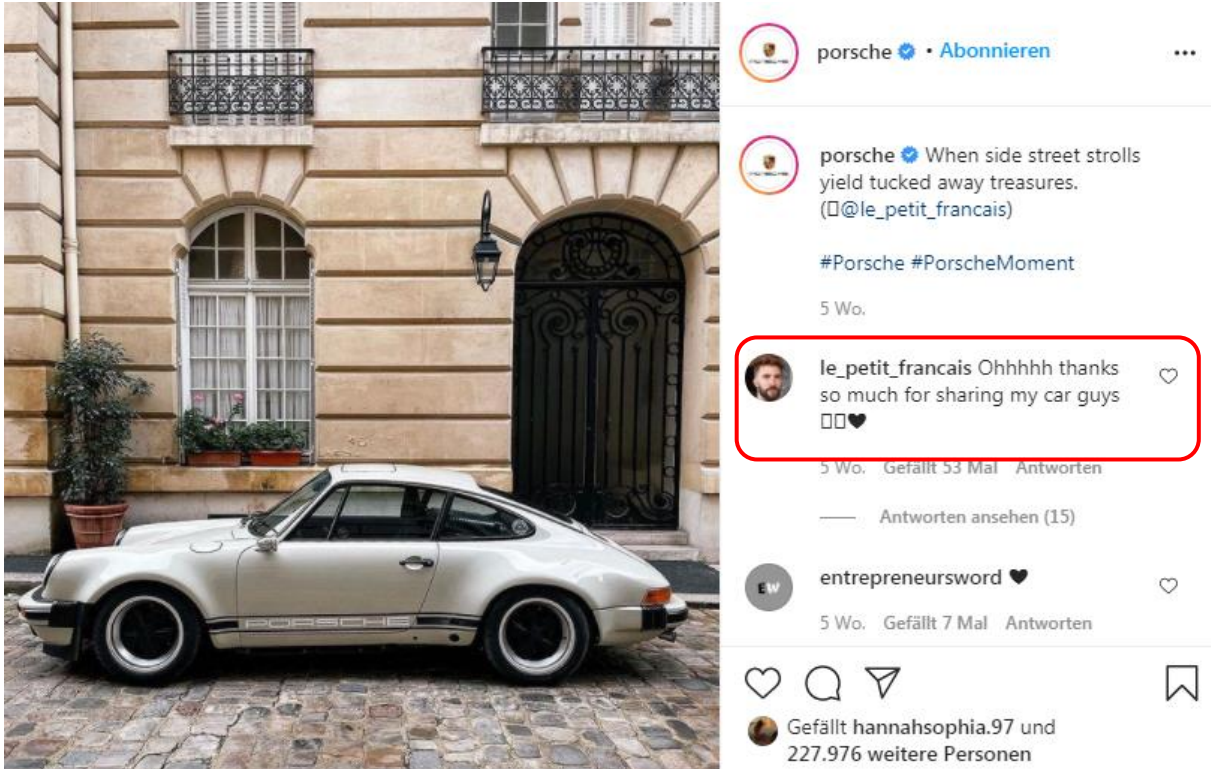 porsche • Abonnieren
porsche When side street strolls
yield tucked away treasures.
(▯@le_petit_francais)
#Porsche #PorscheMoment
5 Wo.
le_petit_francais Ohhhhh thanks
so much for sharing my car guys
▯▯🖤
5 Wo. Gefällt 53 Mal Antworten
Antworten ansehen (15)
EW
entrepreneursword 🖤
5 Wo. Gefällt 7 Mal Antworten
Gefällt hannahsophia.97 und
227.976 weitere Personen
PORSCHE